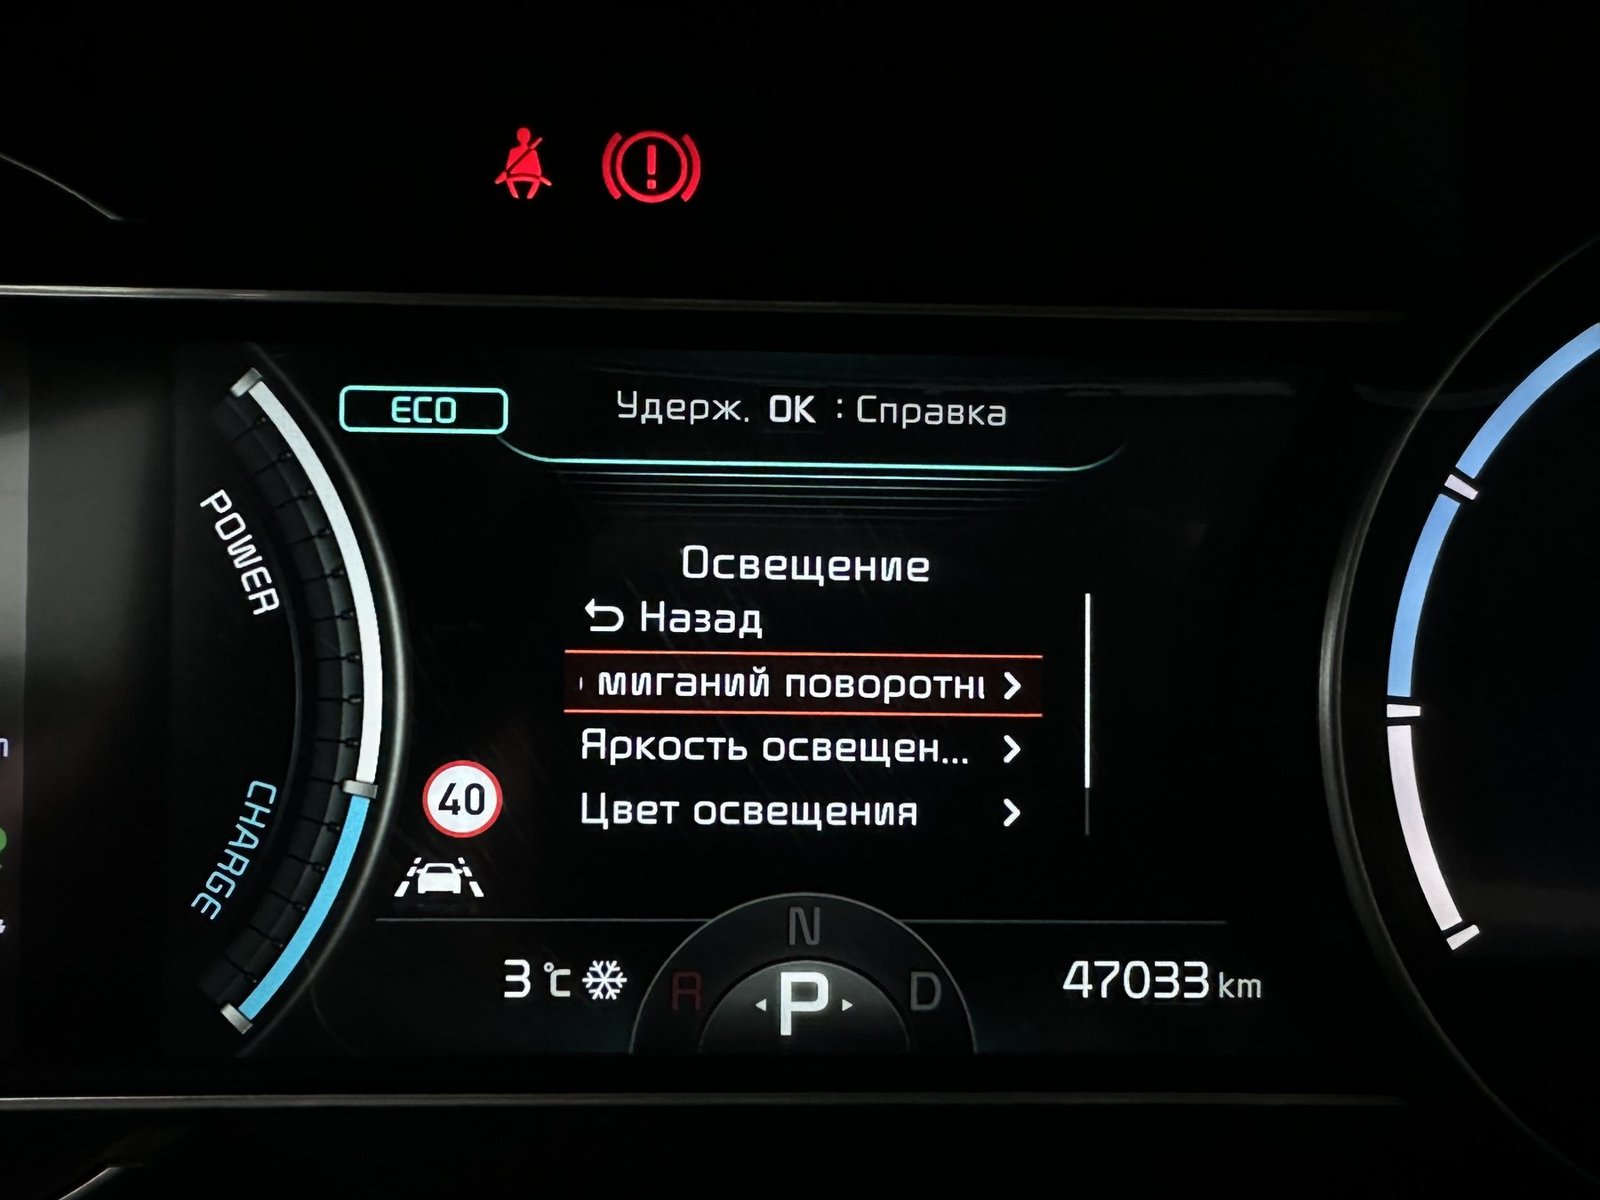 ECO
Удерж. OK : Справка
POWER
Освещение
Назад
миганий поворотн
Яркость освещен...
40
Цвет освещения
CHARGE
N
3 °C
R
P
D
47033 km